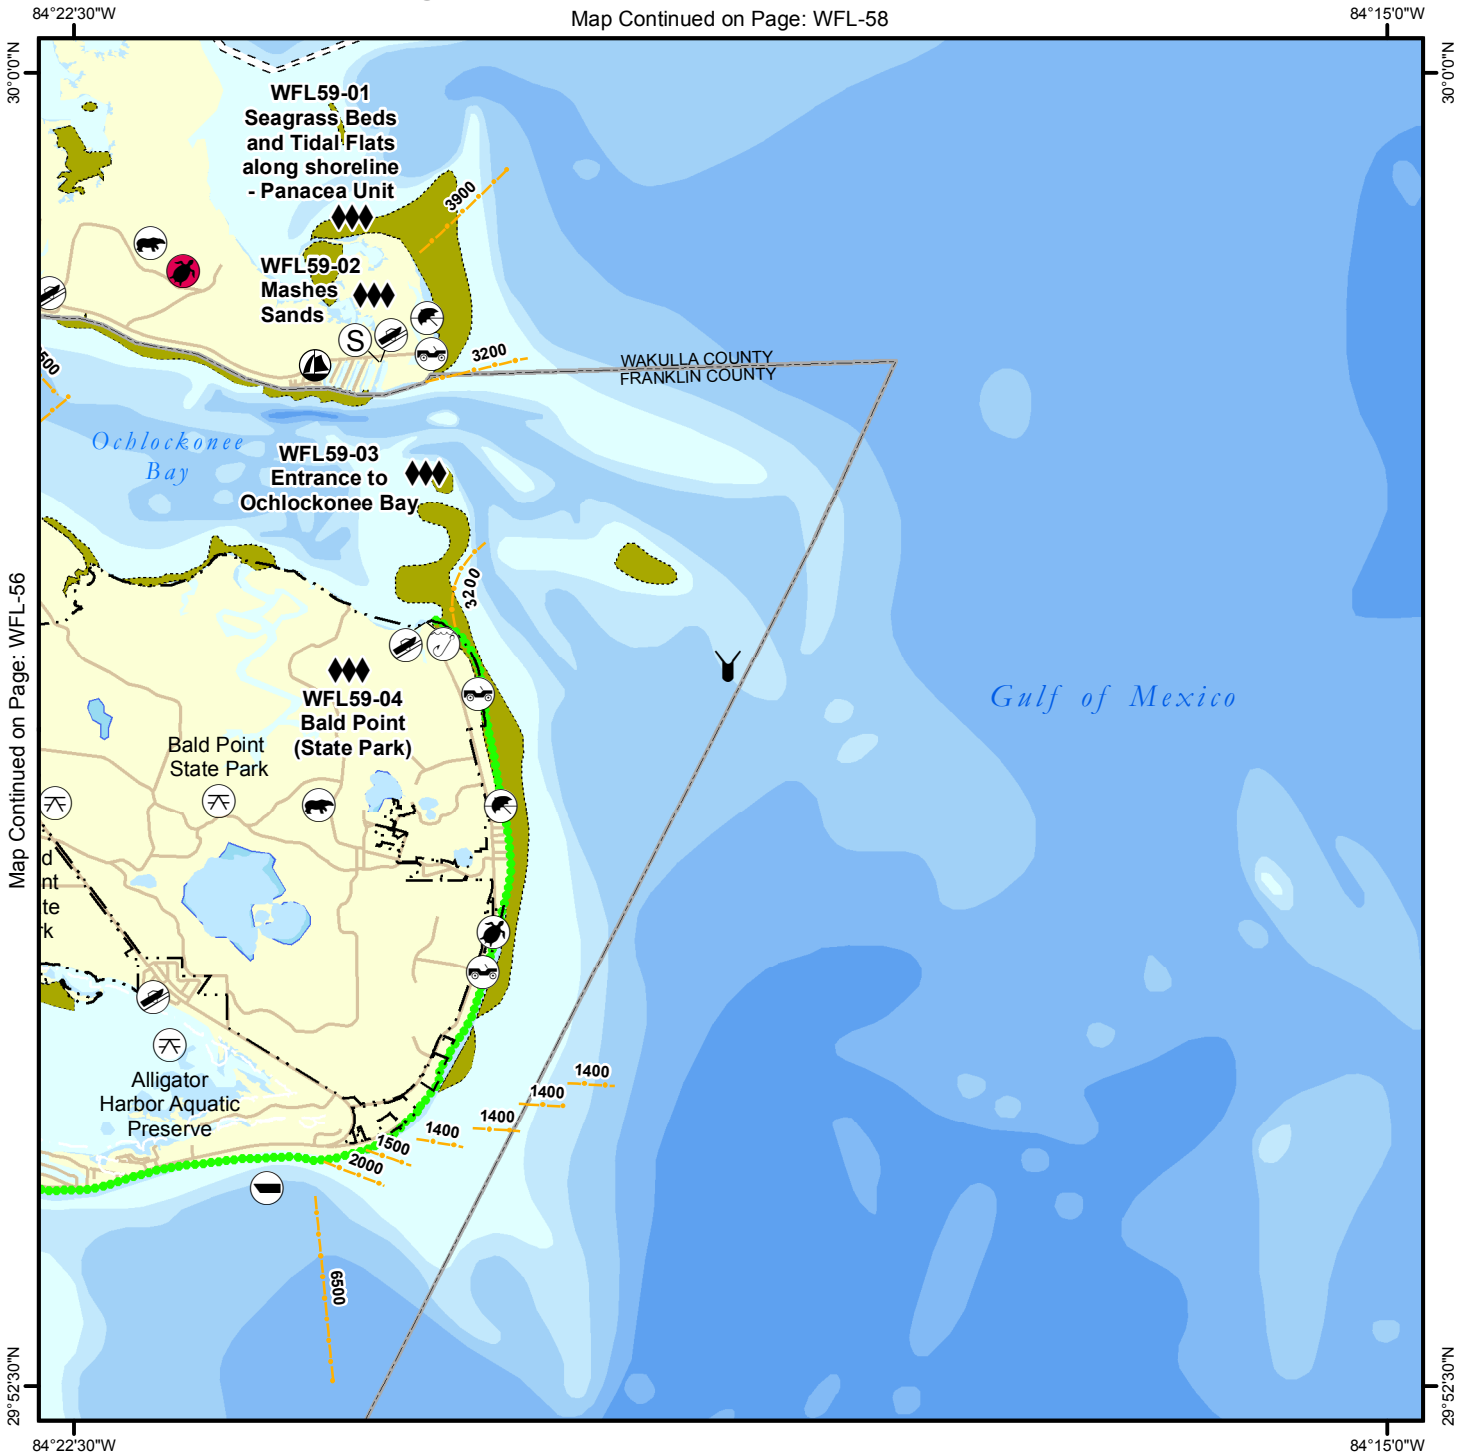 84°22'30"W
Map Continued on Page: WFL-58
84°15'0"W
30°0'0"N
30°0'0"N
WFL59-01
Seagrass Beds
and Tidal Flats
along shoreline
- Panacea Unit
3900
WFL59-02
Mashes
Sands
S
3200
WAKULLA COUNTY
FRANKLIN COUNTY
500
Ochlockonee
Bay
WFL59-03
Entrance to
Ochlockonee Bay
3200
Map Continued on Page: WFL-56
WFL59-04
Bald Point
(State Park)
Gulf of Mexico
Bald Point
State Park
d
nt
te
rk
Alligator
Harbor Aquatic
Preserve
1400
1400
1400
1400
1500
2000
6500
29°52'30"N
29°52'30"N
84°22'30"W
84°15'0"W